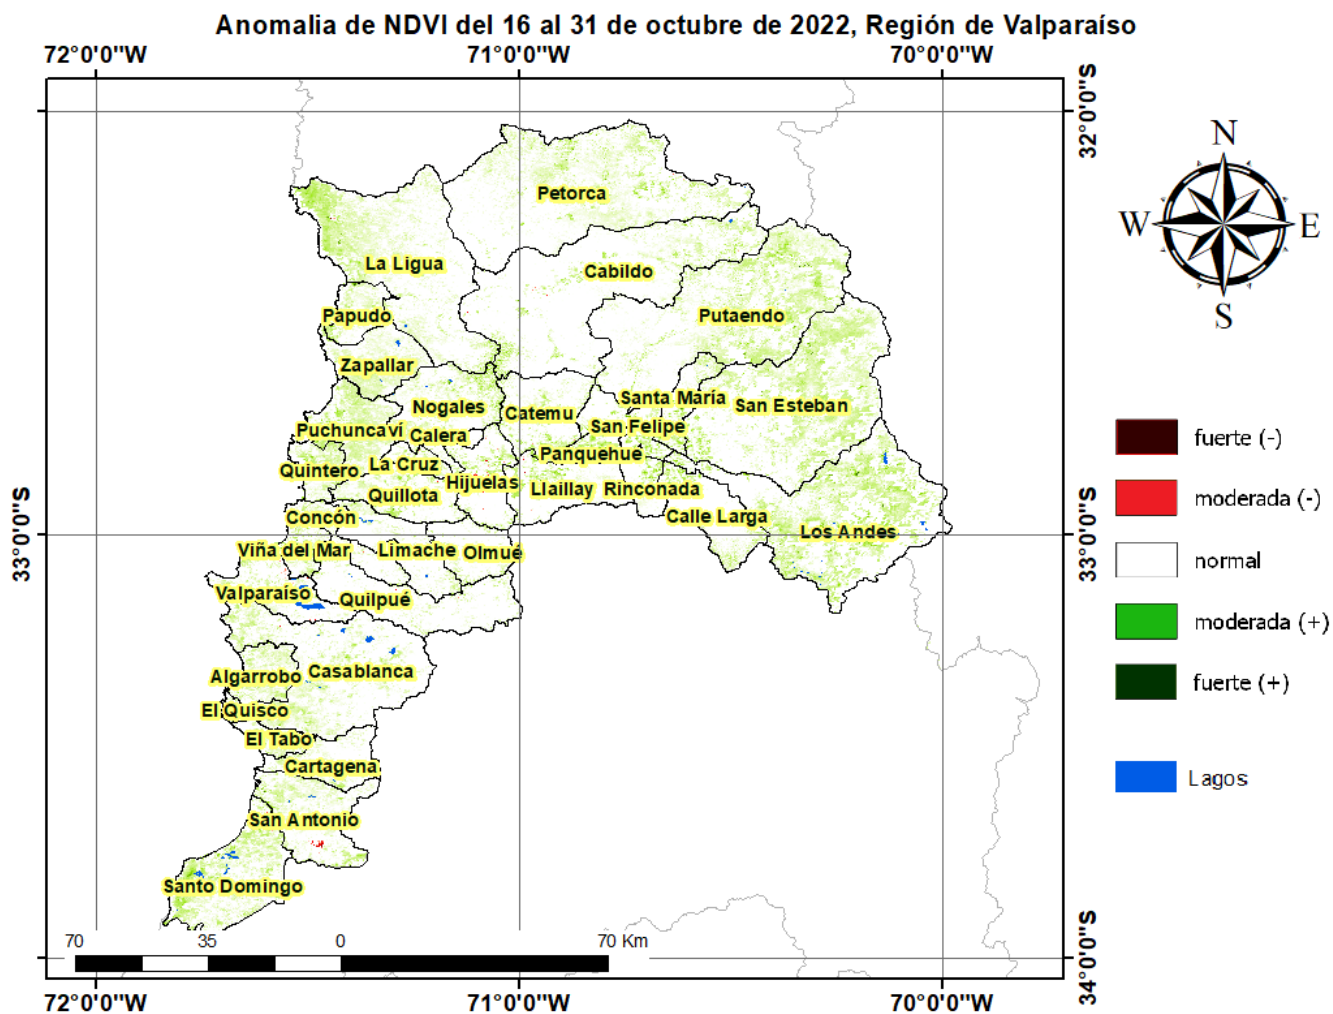 Anomalia de NDVI del 16 al 31 de octubre de 2022, Región de Valparaíso
72°0'0"W 71°0'0"W 70°0'0"W
32°0'0"S
N
W E
S
Petorca
La Ligua
Cabildo
Papudo
Putaendo
Zapallar
Santa María
Nogales
San Esteban
Catemu
San Felipe
Puchuncaví
Calera
Panquehue
La Cruz
Quintero
Hijuelas
Llaillay
Rinconada
Quillota
Concón
Calle Larga
Los Andes
Viña del Mar
Limache
Olmué
Valparaíso
Quilpué
Algarrobo
Casablanca
El Quisco
El Tabo
Cartagena
San Antonio
Santo Domingo
33°0'0"S
33°0'0"S
fuerte (-)
moderada (-)
normal
moderada (+)
fuerte (+)
Lagos
70 35 0 70 Km
34°0'0"S
72°0'0"W 71°0'0"W 70°0'0"W